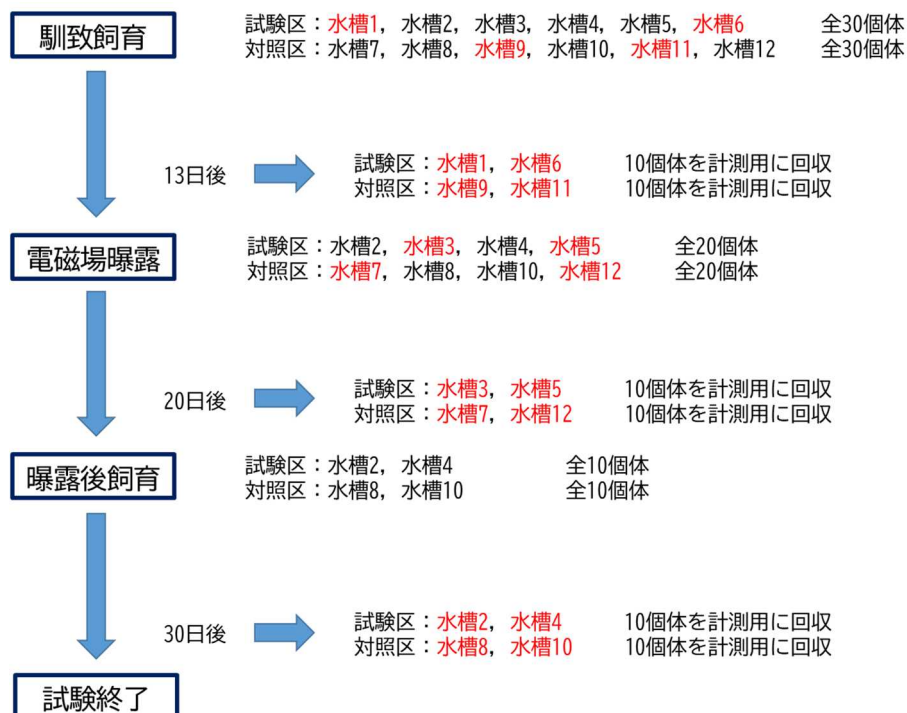 馴致飼育
試験区：水槽1，水槽2，水槽3，水槽4，水槽5，水槽6 全30個体
対照区：水槽7，水槽8，水槽9，水槽10，水槽11，水槽12 全30個体
13日後
試験区：水槽1，水槽6 10個体を計測用に回収
対照区：水槽9，水槽11 10個体を計測用に回収
電磁場曝露
試験区：水槽2，水槽3，水槽4，水槽5 全20個体
対照区：水槽7，水槽8，水槽10，水槽12 全20個体
20日後
試験区：水槽3，水槽5 10個体を計測用に回収
対照区：水槽7，水槽12 10個体を計測用に回収
曝露後飼育
試験区：水槽2，水槽4 全10個体
対照区：水槽8，水槽10 全10個体
30日後
試験区：水槽2，水槽4 10個体を計測用に回収
対照区：水槽8，水槽10 10個体を計測用に回収
試験終了